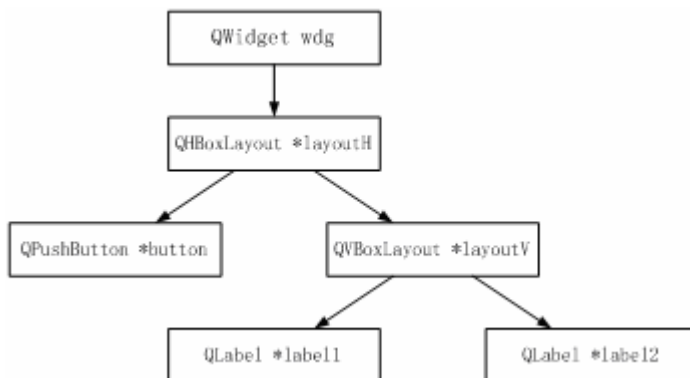 QWidget wdg
QHBoxLayout *layoutH
QPushButton *button
QVBoxLayout *layoutV
QLabel *label1
QLabel *label2